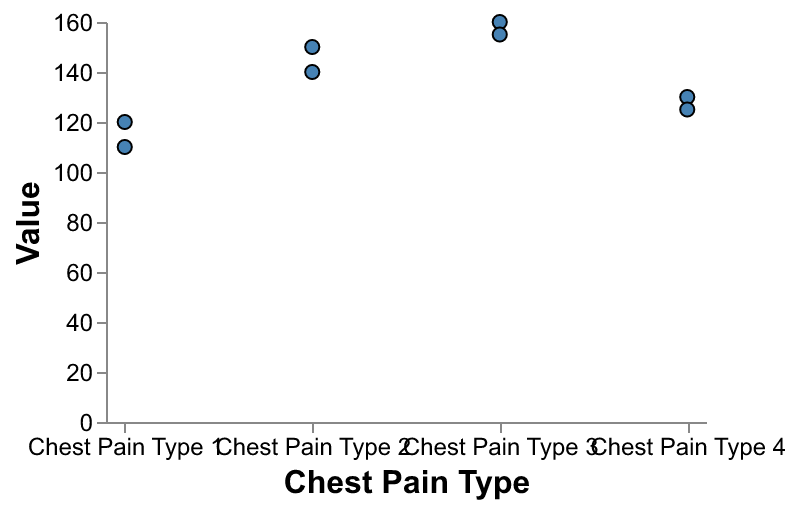 160
140
120
100
80
60
40
20
0
Value
Chest Pain Type 1
Chest Pain Type 2
Chest Pain Type 3
Chest Pain Type 4
Chest Pain Type